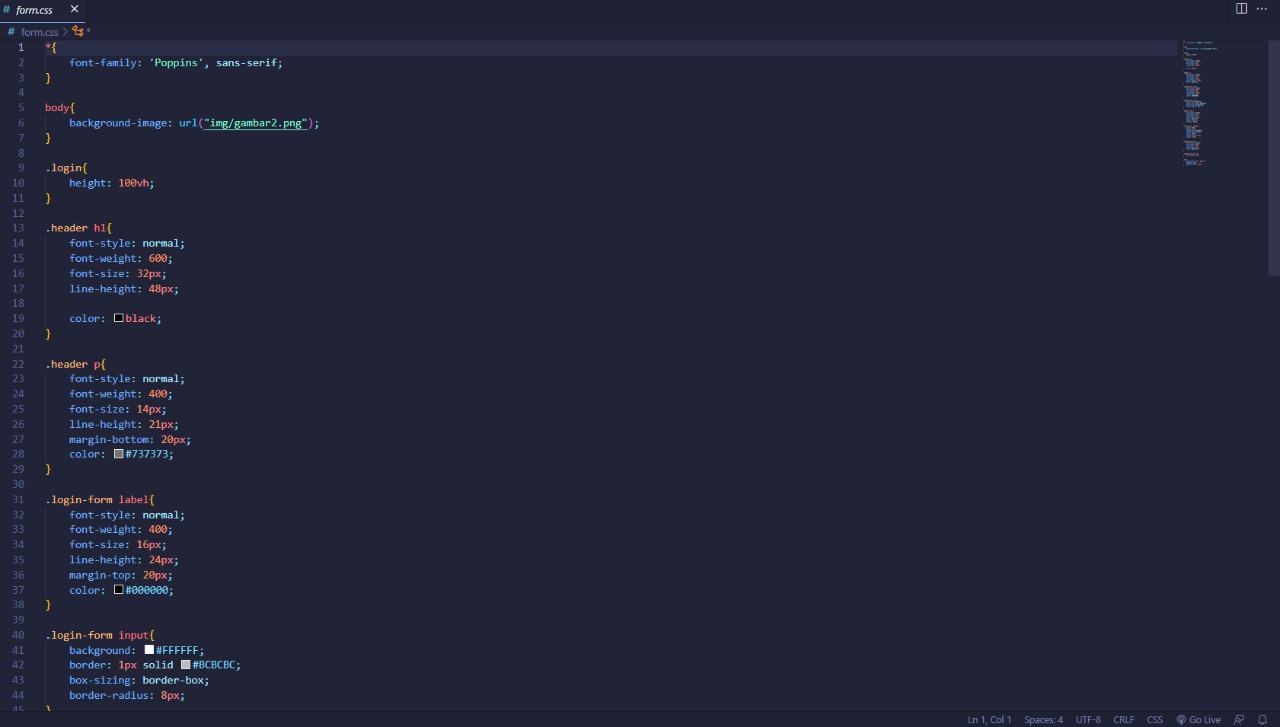 # form.css ✕
# form.css > *
1 *{
2     font-family: 'Poppins', sans-serif;
3 }
4
5 body{
6     background-image: url("img/gambar2.png");
7 }
8
9 .login{
10     height: 100vh;
11 }
12
13 .header h1{
14     font-style: normal;
15     font-weight: 600;
16     font-size: 32px;
17     line-height: 48px;
18
19     color: black;
20 }
21
22 .header p{
23     font-style: normal;
24     font-weight: 400;
25     font-size: 14px;
26     line-height: 21px;
27     margin-bottom: 20px;
28     color: #737373;
29 }
30
31 .login-form label{
32     font-style: normal;
33     font-weight: 400;
34     font-size: 16px;
35     line-height: 24px;
36     margin-top: 20px;
37     color: #000000;
38 }
39
40 .login-form input{
41     background: #FFFFFF;
42     border: 1px solid #BCBCBC;
43     box-sizing: border-box;
44     border-radius: 8px;
45 }
Ln 1, Col 1 Spaces: 4 UTF-8 CRLF CSS Go Live